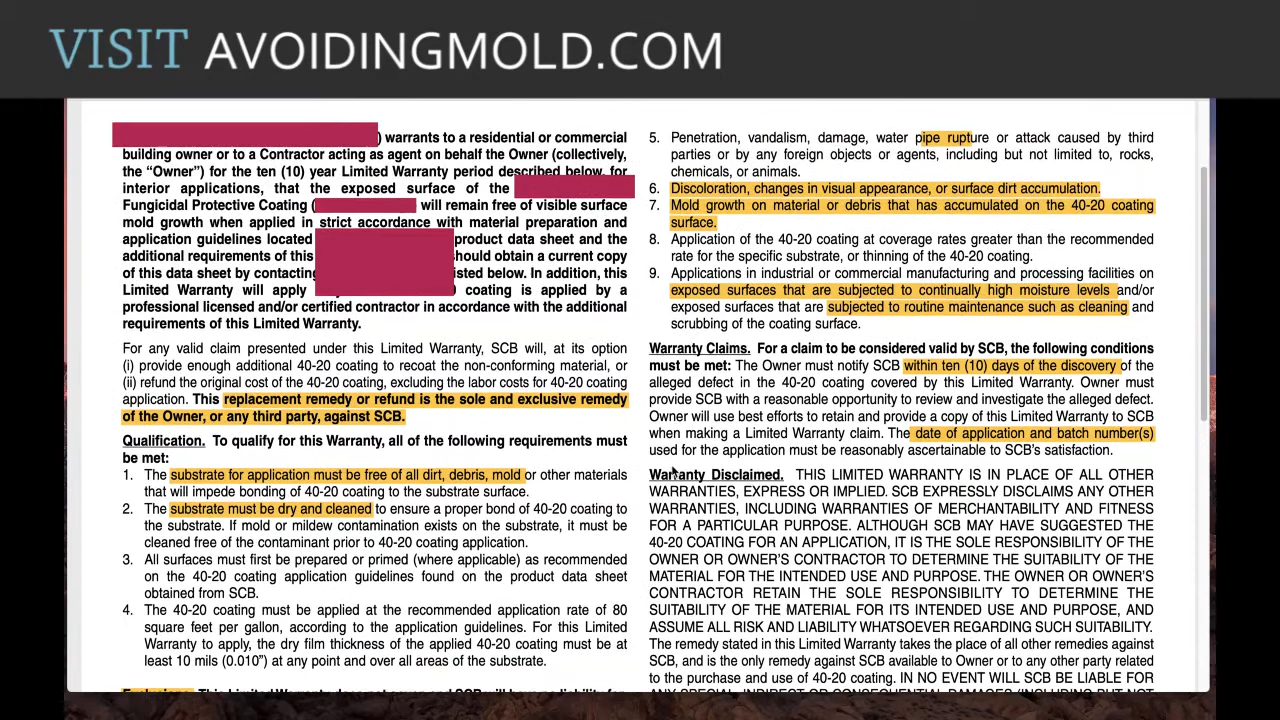 VISIT AVOIDINGMOLD.COM
) warrants to a residential or commercial
building owner or to a Contractor acting as agent on behalf the Owner (collectively,
the “Owner”) for the ten (10) year Limited Warranty period described below, for
interior applications, that the exposed surface of the
Fungicidal Protective Coating ( will remain free of visible surface
mold growth when applied in strict accordance with material preparation and
application guidelines located product data sheet and the
additional requirements of this hould obtain a current copy
of this data sheet by contacting isted below. In addition, this
Limited Warranty will apply 0 coating is applied by a
professional licensed and/or certified contractor in accordance with the additional
requirements of this Limited Warranty.
For any valid claim presented under this Limited Warranty, SCB will, at its option
(i) provide enough additional 40-20 coating to recoat the non-conforming material, or
(ii) refund the original cost of the 40-20 coating, excluding the labor costs for 40-20 coating
application. This replacement remedy or refund is the sole and exclusive remedy
of the Owner, or any third party, against SCB.
Qualification. To qualify for this Warranty, all of the following requirements must
be met:
1. The substrate for application must be free of all dirt, debris, mold or other materials
that will impede bonding of 40-20 coating to the substrate surface.
2. The substrate must be dry and cleaned to ensure a proper bond of 40-20 coating to
the substrate. If mold or mildew contamination exists on the substrate, it must be
cleaned free of the contaminant prior to 40-20 coating application.
3. All surfaces must first be prepared or primed (where applicable) as recommended
on the 40-20 coating application guidelines found on the product data sheet
obtained from SCB.
4. The 40-20 coating must be applied at the recommended application rate of 80
square feet per gallon, according to the application guidelines. For this Limited
Warranty to apply, the dry film thickness of the applied 40-20 coating must be at
least 10 mils (0.010”) at any point and over all areas of the substrate.
5. Penetration, vandalism, damage, water pipe rupture or attack caused by third
parties or by any foreign objects or agents, including but not limited to, rocks,
chemicals, or animals.
6. Discoloration, changes in visual appearance, or surface dirt accumulation.
7. Mold growth on material or debris that has accumulated on the 40-20 coating
surface.
8. Application of the 40-20 coating at coverage rates greater than the recommended
rate for the specific substrate, or thinning of the 40-20 coating.
9. Applications in industrial or commercial manufacturing and processing facilities on
exposed surfaces that are subjected to continually high moisture levels and/or
exposed surfaces that are subjected to routine maintenance such as cleaning and
scrubbing of the coating surface.
Warranty Claims. For a claim to be considered valid by SCB, the following conditions
must be met: The Owner must notify SCB within ten (10) days of the discovery of the
alleged defect in the 40-20 coating covered by this Limited Warranty. Owner must
provide SCB with a reasonable opportunity to review and investigate the alleged defect.
Owner will use best efforts to retain and provide a copy of this Limited Warranty to SCB
when making a Limited Warranty claim. The date of application and batch number(s)
used for the application must be reasonably ascertainable to SCB’s satisfaction.
Warranty Disclaimed. THIS LIMITED WARRANTY IS IN PLACE OF ALL OTHER
WARRANTIES, EXPRESS OR IMPLIED. SCB EXPRESSLY DISCLAIMS ANY OTHER
WARRANTIES, INCLUDING WARRANTIES OF MERCHANTABILITY AND FITNESS
FOR A PARTICULAR PURPOSE. ALTHOUGH SCB MAY HAVE SUGGESTED THE
40-20 COATING FOR AN APPLICATION, IT IS THE SOLE RESPONSIBILITY OF THE
OWNER OR OWNER’S CONTRACTOR TO DETERMINE THE SUITABILITY OF THE
MATERIAL FOR THE INTENDED USE AND PURPOSE. THE OWNER OR OWNER’S
CONTRACTOR RETAIN THE SOLE RESPONSIBILITY TO DETERMINE THE
SUITABILITY OF THE MATERIAL FOR ITS INTENDED USE AND PURPOSE, AND
ASSUME ALL RISK AND LIABILITY WHATSOEVER REGARDING SUCH SUITABILITY.
The remedy stated in this Limited Warranty takes the place of all other remedies against
SCB, and is the only remedy against SCB available to Owner or to any other party related
to the purchase and use of 40-20 coating. IN NO EVENT WILL SCB BE LIABLE FOR